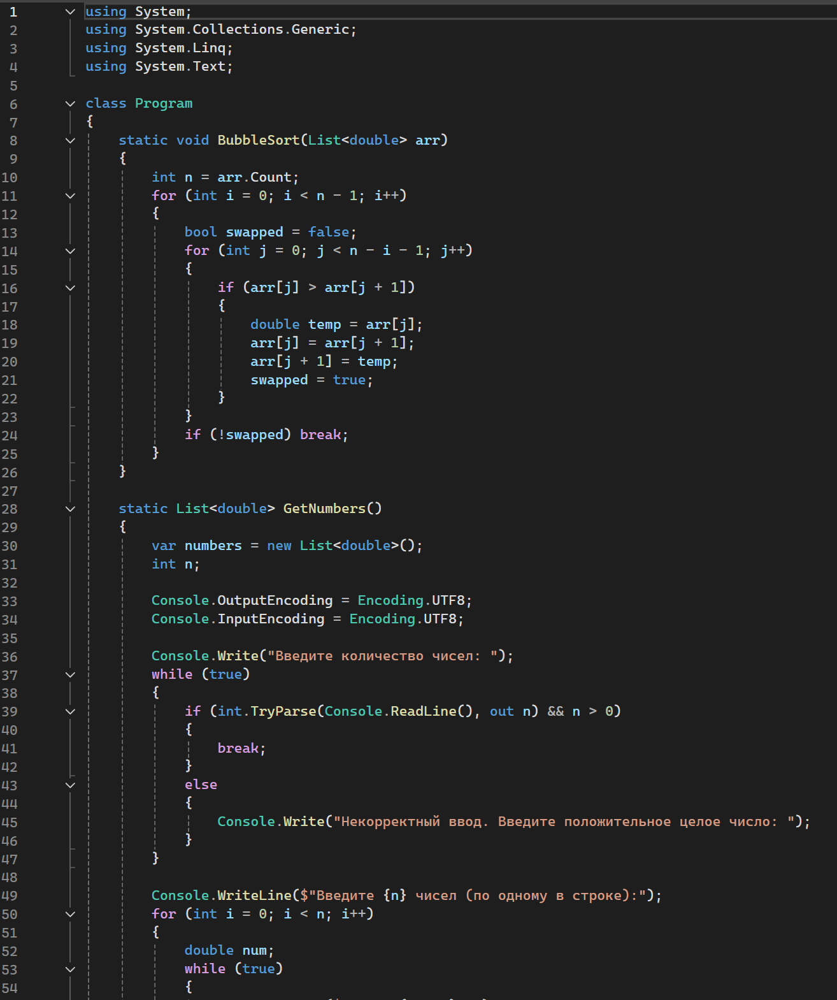 1 using System;
2 using System.Collections.Generic;
3 using System.Linq;
4 using System.Text;
5
6 class Program
7 {
8     static void BubbleSort(List<double> arr)
9     {
10         int n = arr.Count;
11         for (int i = 0; i < n - 1; i++)
12         {
13             bool swapped = false;
14             for (int j = 0; j < n - i - 1; j++)
15             {
16                 if (arr[j] > arr[j + 1])
17                 {
18                     double temp = arr[j];
19                     arr[j] = arr[j + 1];
20                     arr[j + 1] = temp;
21                     swapped = true;
22                 }
23             }
24             if (!swapped) break;
25         }
26     }
27
28     static List<double> GetNumbers()
29     {
30         var numbers = new List<double>();
31         int n;
32
33         Console.OutputEncoding = Encoding.UTF8;
34         Console.InputEncoding = Encoding.UTF8;
35
36         Console.Write("Введите количество чисел: ");
37         while (true)
38         {
39             if (int.TryParse(Console.ReadLine(), out n) && n > 0)
40             {
41                 break;
42             }
43             else
44             {
45                 Console.Write("Некорректный ввод. Введите положительное целое число: ");
46             }
47         }
48
49         Console.WriteLine($"Введите {n} чисел (по одному в строке):");
50         for (int i = 0; i < n; i++)
51         {
52             double num;
53             while (true)
54             {